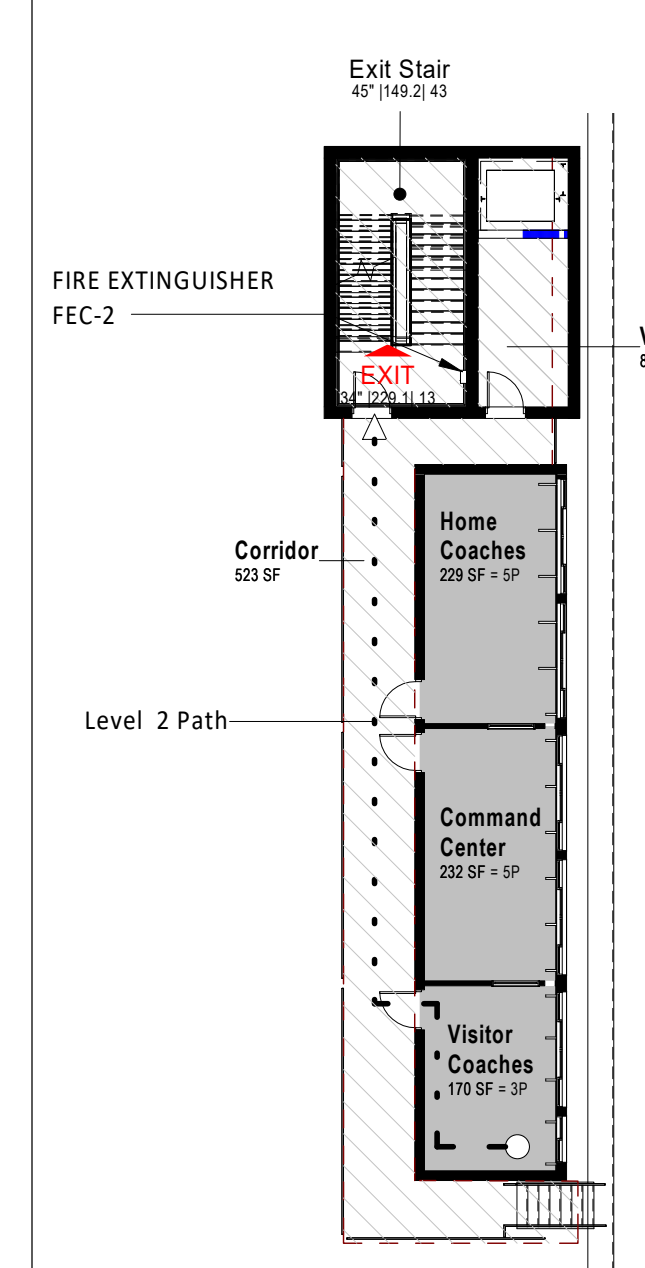 Exit Stair
45" |149.2| 43
FIRE EXTINGUISHER
FEC-2
EXIT
34" |229.1| 13
Home
Coaches
229 SF = 5P
Corridor
523 SF
Level 2 Path
Command
Center
232 SF = 5P
Visitor
Coaches
170 SF = 3P